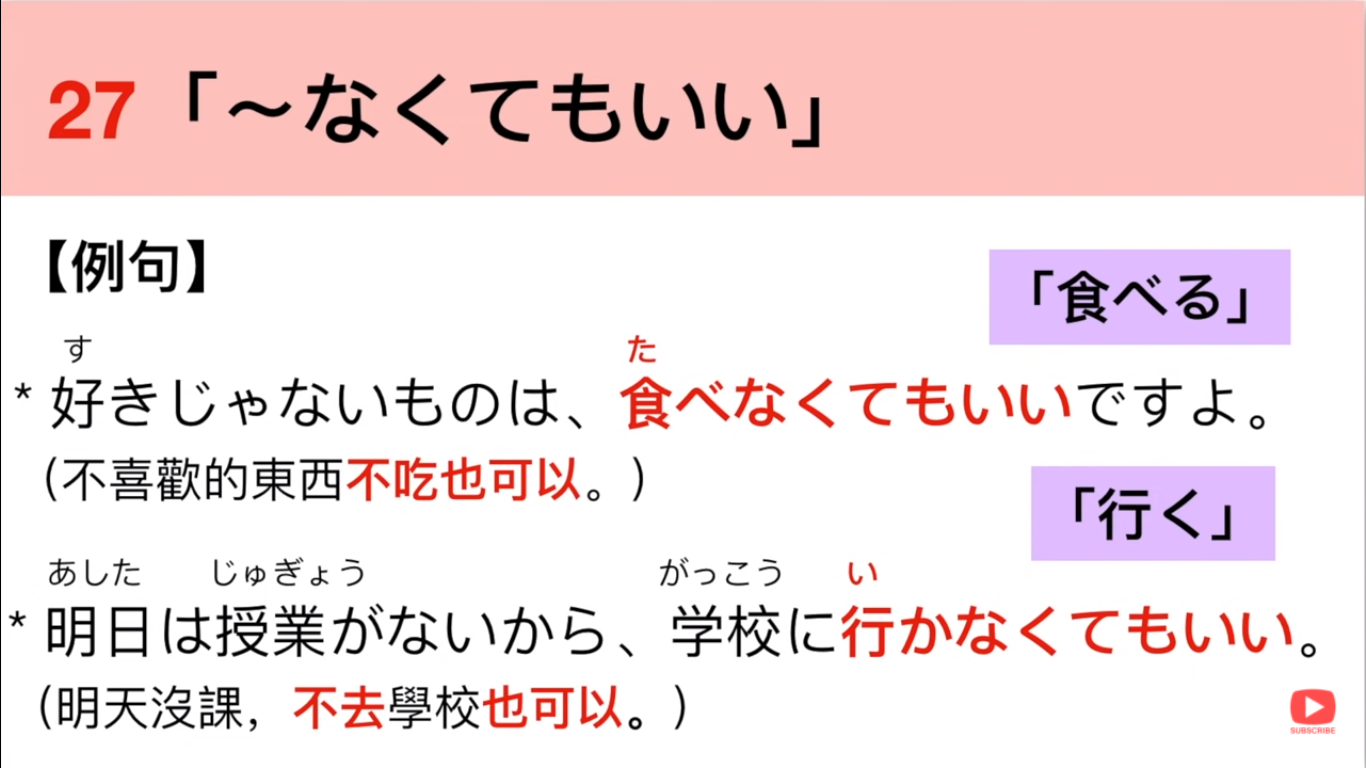 27「～なくてもいい」
【例句】
「食べる」
す た
* 好きじゃないものは、食べなくてもいいですよ。
（不喜歡的東西不吃也可以。）
「行く」
あした じゅぎょう がっこう い
* 明日は授業がないから、学校に行かなくてもいい。
（明天沒課，不去學校也可以。）
SUBSCRIBE